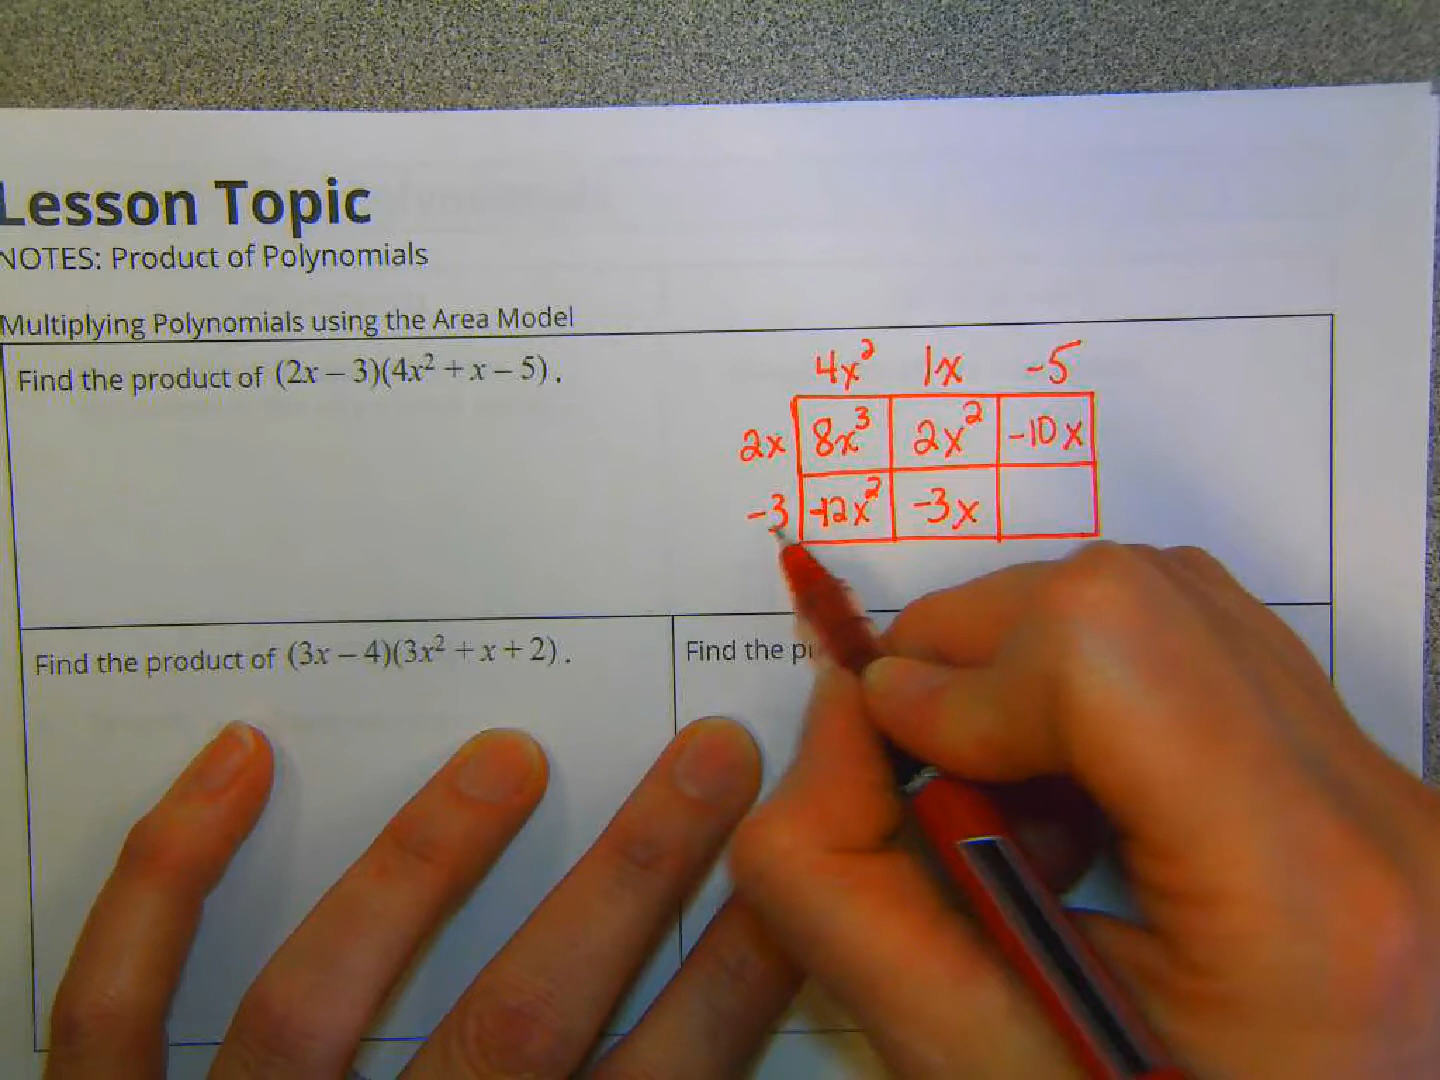 Lesson Topic
NOTES: Product of Polynomials
Multiplying Polynomials using the Area Model
Find the product of (2x − 3)(4x² + x − 5).
4x² 1x -5
2x 8x³ 2x² -10x
-3 -12x² -3x
Find the product of (3x − 4)(3x² + x + 2).
Find the